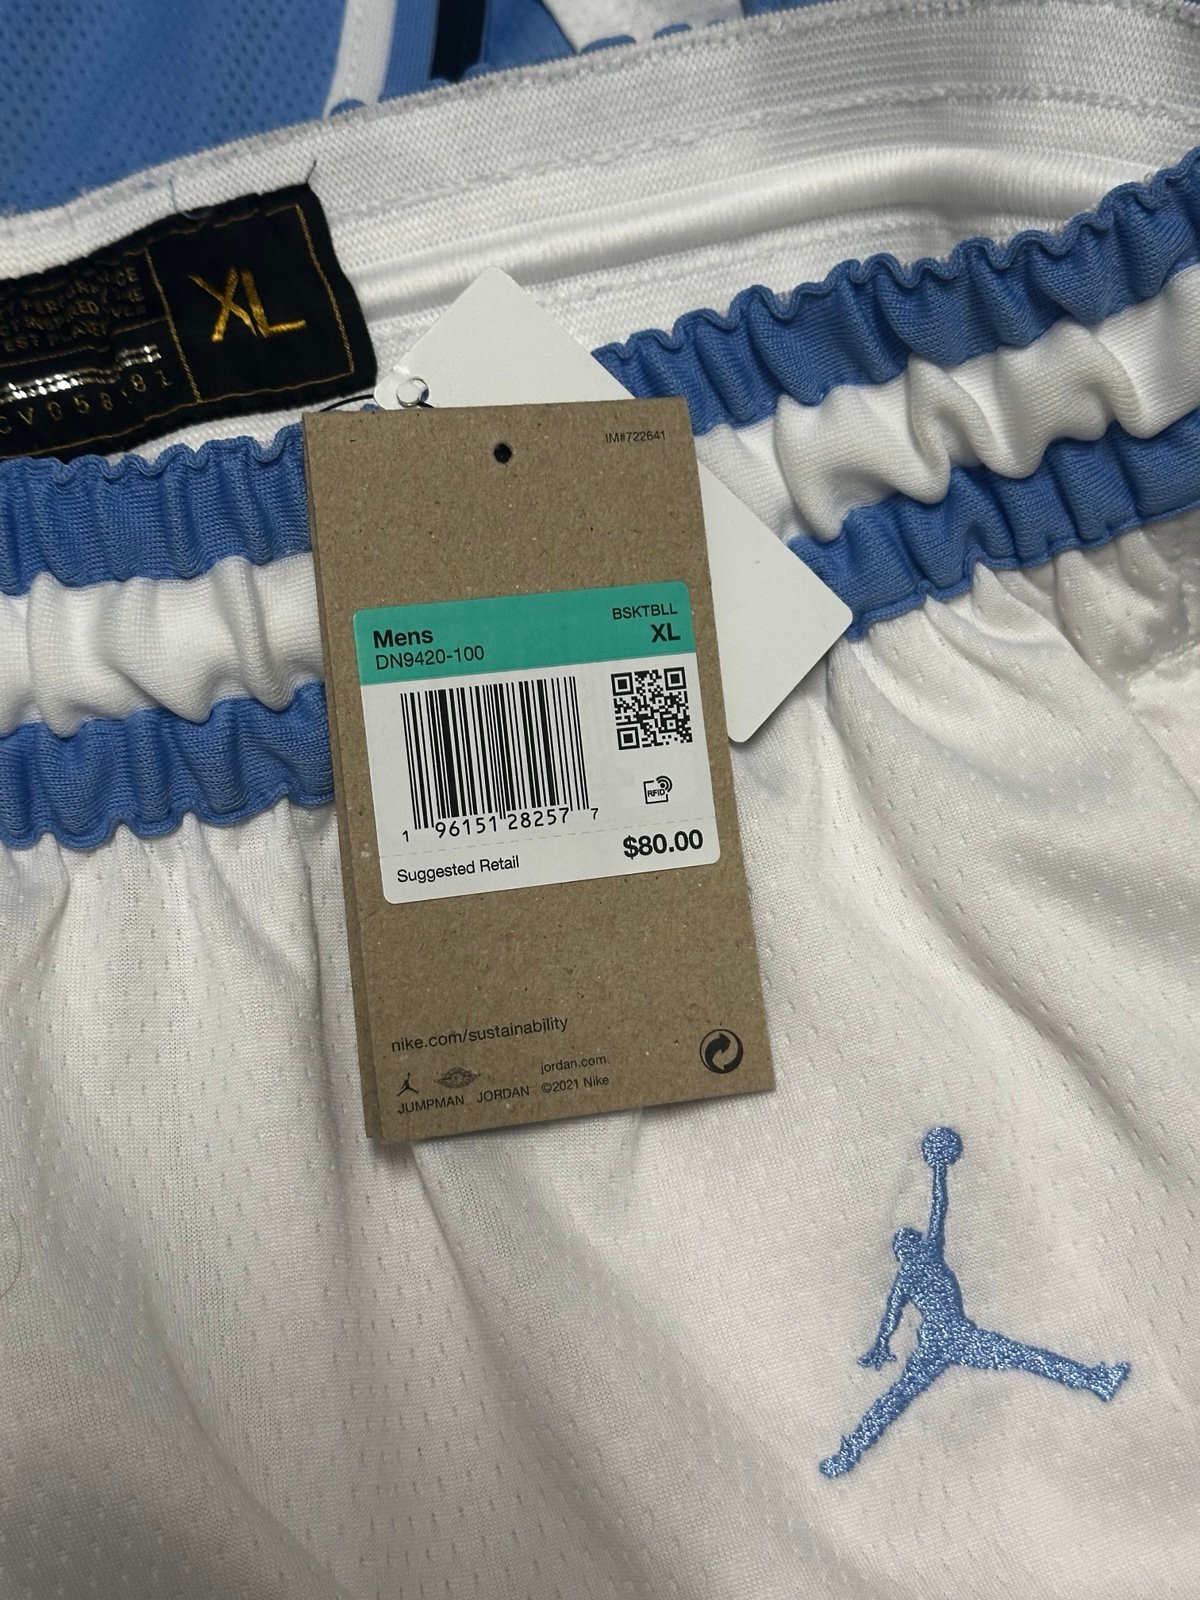 XL
IM#722641
Mens
BSKTBLL
DN9420-100
XL
RFID
1 96151 28257 7
Suggested Retail
$80.00
nike.com/sustainability
jordan.com.
JUMPMAN JORDAN ©2021 Nike